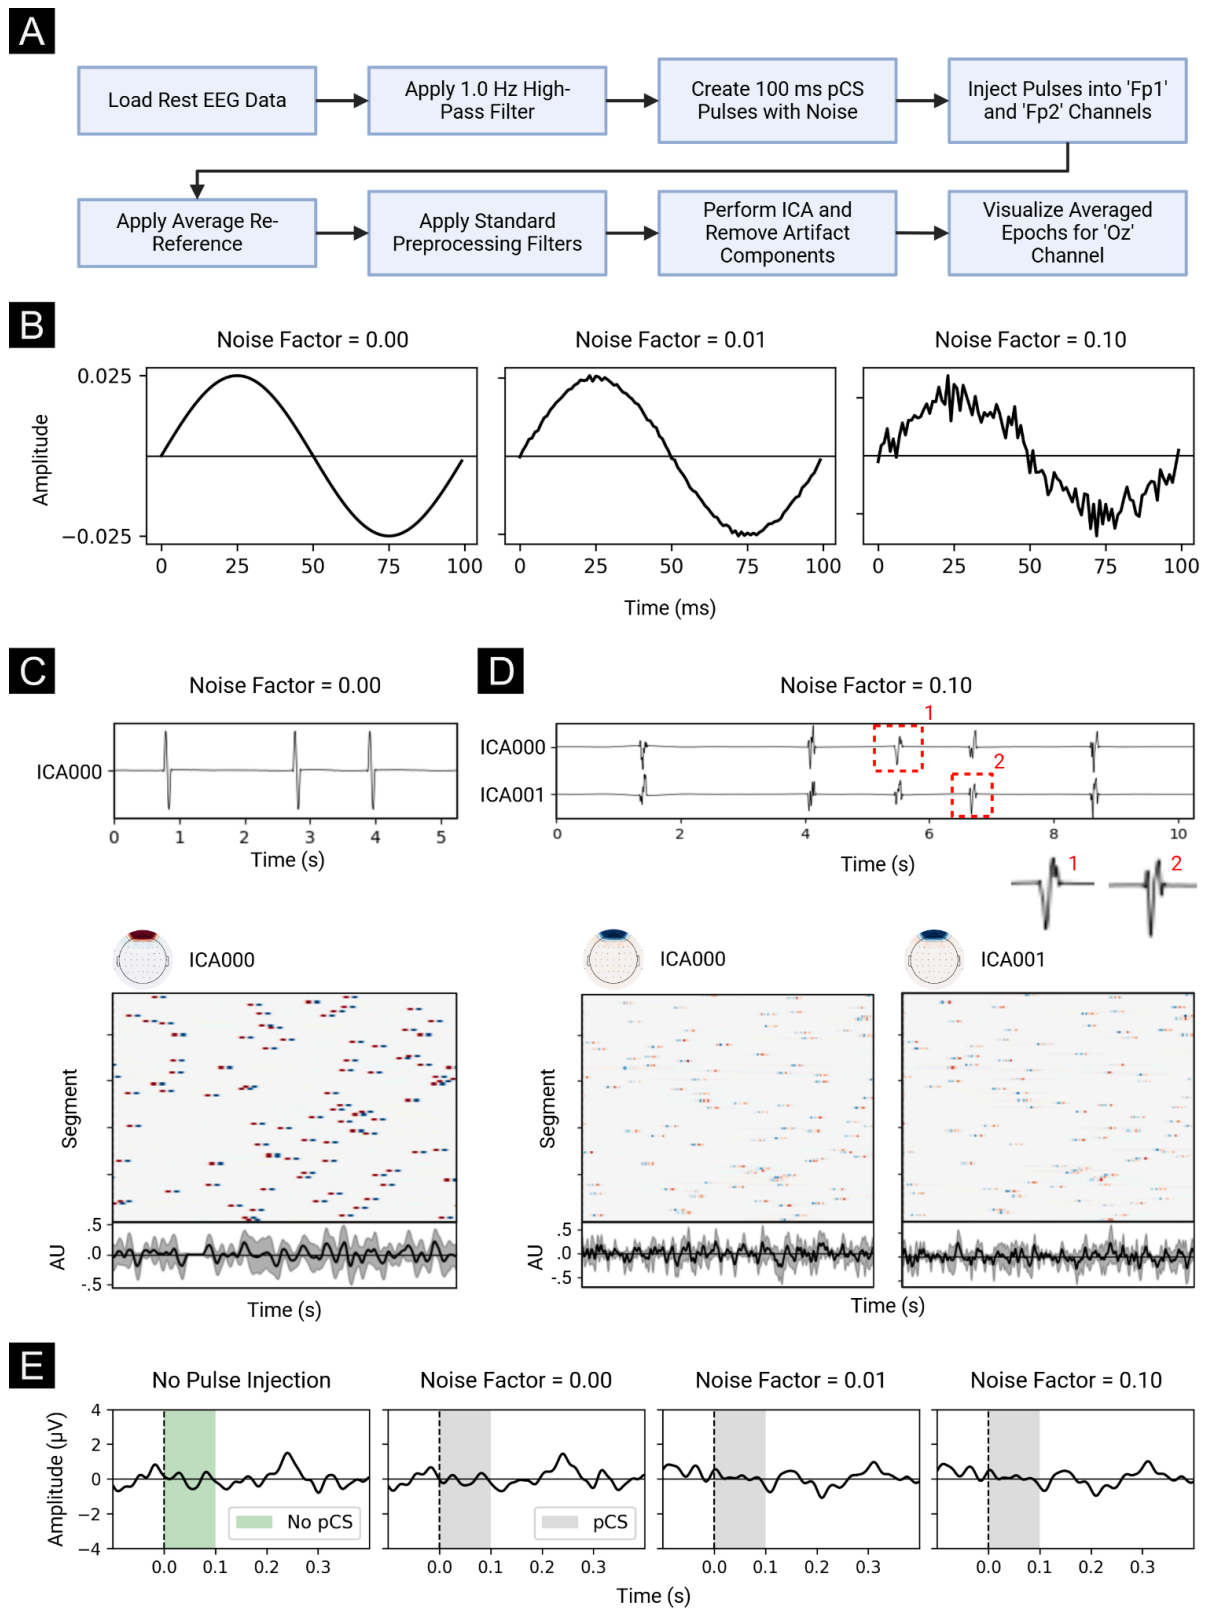 A
Load Rest EEG Data
Apply 1.0 Hz High-
Pass Filter
Create 100 ms pCS
Pulses with Noise
Inject Pulses into 'Fp1'
and 'Fp2' Channels
Apply Average Re-
Reference
Apply Standard
Preprocessing Filters
Perform ICA and
Remove Artifact
Components
Visualize Averaged
Epochs for 'Oz'
Channel
B
Noise Factor = 0.00
Noise Factor = 0.01
Noise Factor = 0.10
Amplitude
0.025
−0.025
0 25 50 75 100
0 25 50 75 100
0 25 50 75 100
Time (ms)
C
Noise Factor = 0.00
ICA000
0 1 2 3 4 5
Time (s)
ICA000
Segment
.5
.0
-.5
AU
Time (s)
D
Noise Factor = 0.10
1
ICA000
2
ICA001
0 2 4 6 8 10
Time (s)
1
2
ICA000
ICA001
Segment
.5
.0
-.5
AU
Time (s)
E
No Pulse Injection
Noise Factor = 0.00
Noise Factor = 0.01
Noise Factor = 0.10
Amplitude (μV)
4
2
0
−2
−4
No pCS
pCS
0.0 0.1 0.2 0.3
0.0 0.1 0.2 0.3
0.0 0.1 0.2 0.3
0.0 0.1 0.2 0.3
Time (s)